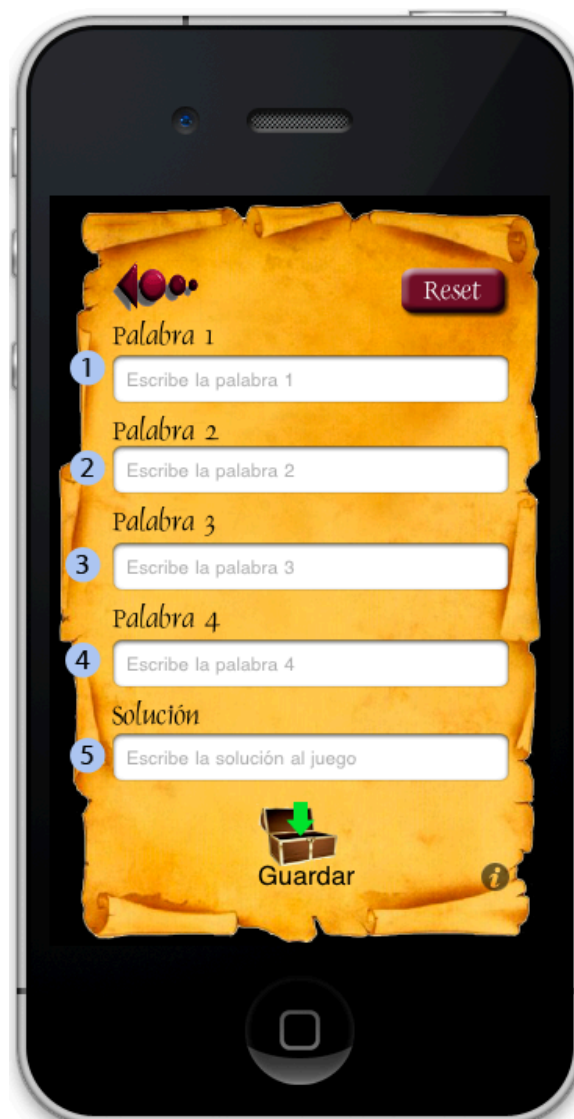 Reset
Palabra 1
1
Escribe la palabra 1
Palabra 2
2
Escribe la palabra 2
Palabra 3
3
Escribe la palabra 3
Palabra 4
4
Escribe la palabra 4
Solución
5
Escribe la solución al juego
Guardar
i